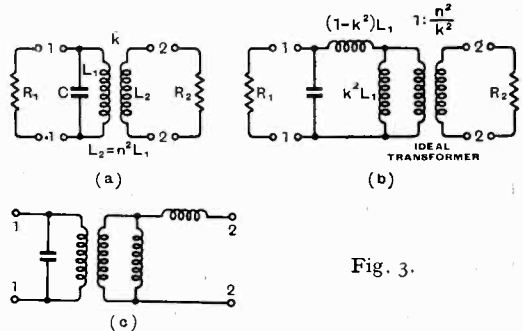 k
1 2
R₁ C L₁ L₂ R₂
·1 2
L₂=n²L₁
(a)
(1-k²)L₁ 1: n²/k²
1 2
R₁ k²L₁ R₂
1 2
IDEAL
TRANSFORMER
(b)
1 2
1 2
(c)
Fig. 3.